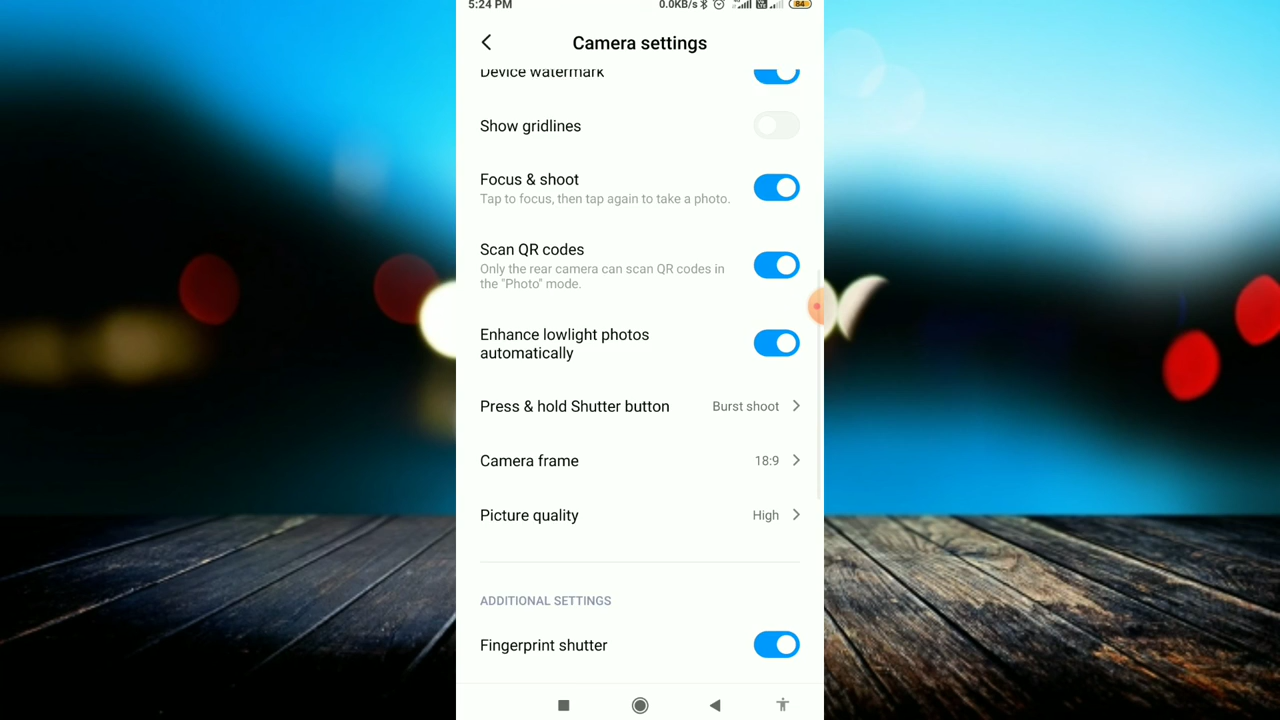 5:24 PM 0.0KB/s 84
Camera settings
Device watermark
Show gridlines
Focus & shoot
Tap to focus, then tap again to take a photo.
Scan QR codes
Only the rear camera can scan QR codes in
the "Photo" mode.
Enhance lowlight photos
automatically
Press & hold Shutter button Burst shoot
Camera frame 18:9
Picture quality High
ADDITIONAL SETTINGS
Fingerprint shutter